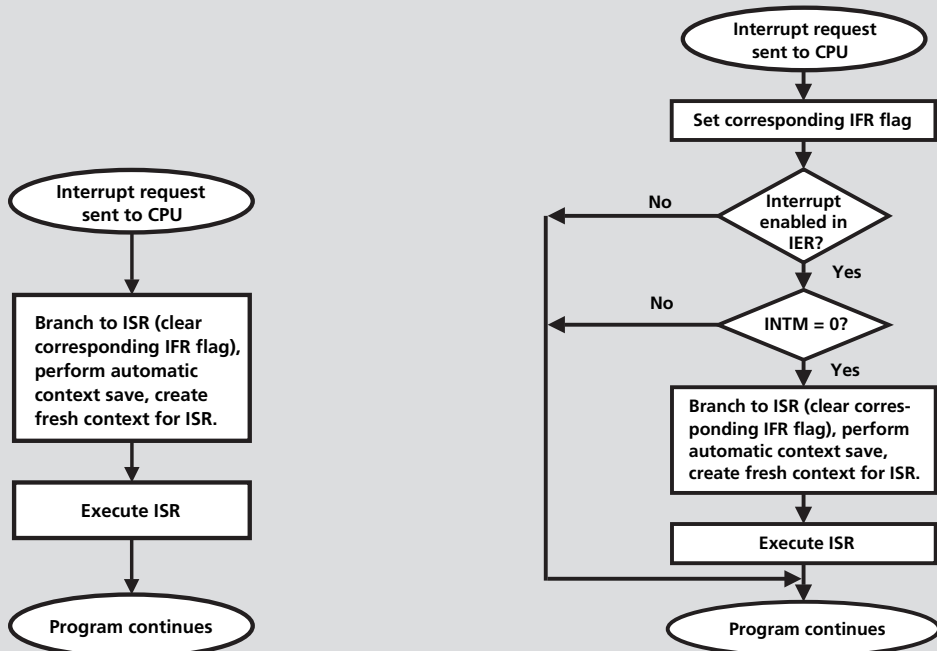 Interrupt request
sent to CPU
Branch to ISR (clear
corresponding IFR flag),
perform automatic
context save, create
fresh context for ISR.
Execute ISR
Program continues
Interrupt request
sent to CPU
Set corresponding IFR flag
Interrupt
enabled in
IER?
No
Yes
INTM = 0?
No
Yes
Branch to ISR (clear corres-
ponding IFR flag), perform
automatic context save,
create fresh context for ISR.
Execute ISR
Program continues